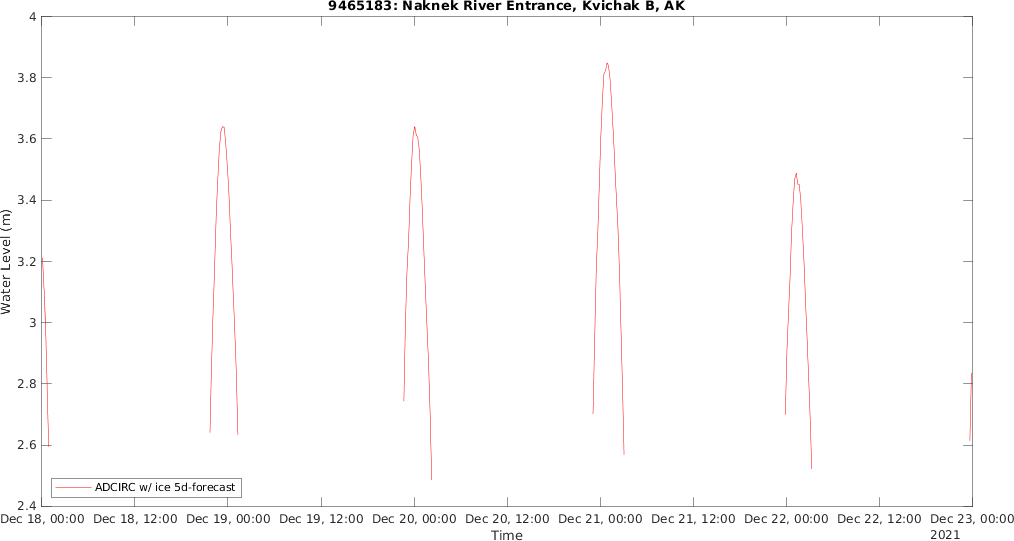 9465183: Naknek River Entrance, Kvichak B, AK
4
3.8
3.6
3.4
3.2
3
2.8
2.6
2.4
Water Level (m)
ADCIRC w/ ice 5d-forecast
Dec 18, 00:00 Dec 18, 12:00 Dec 19, 00:00 Dec 19, 12:00 Dec 20, 00:00 Dec 20, 12:00 Dec 21, 00:00 Dec 21, 12:00 Dec 22, 00:00 Dec 22, 12:00 Dec 23, 00:00
Time
2021